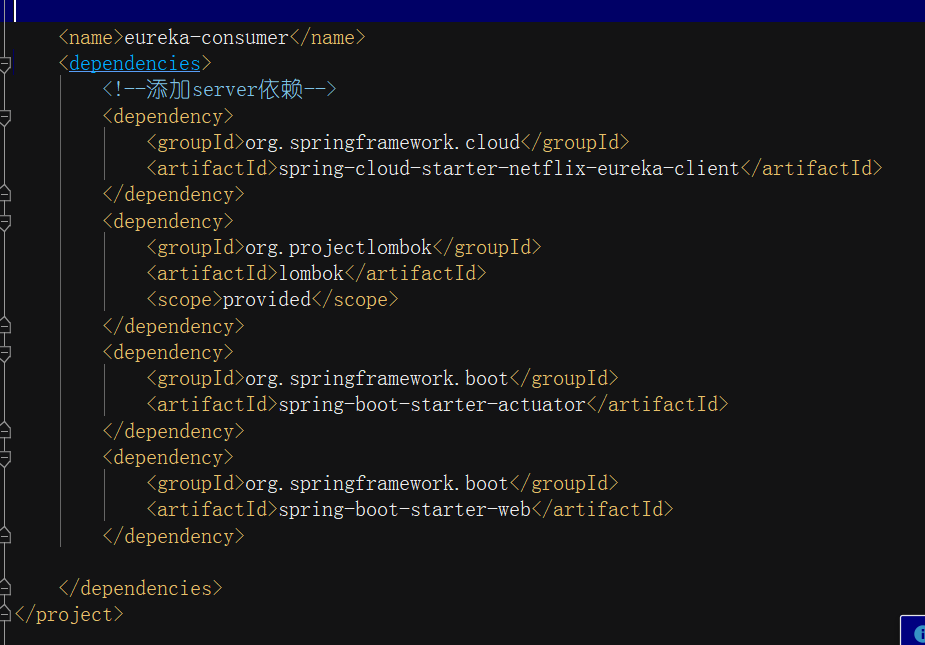 <name>eureka-consumer</name>
<dependencies>
<!--添加server依赖-->
<dependency>
<groupId>org.springframework.cloud</groupId>
<artifactId>spring-cloud-starter-netflix-eureka-client</artifactId>
</dependency>
<dependency>
<groupId>org.projectlombok</groupId>
<artifactId>lombok</artifactId>
<scope>provided</scope>
</dependency>
<dependency>
<groupId>org.springframework.boot</groupId>
<artifactId>spring-boot-starter-actuator</artifactId>
</dependency>
<dependency>
<groupId>org.springframework.boot</groupId>
<artifactId>spring-boot-starter-web</artifactId>
</dependency>
</dependencies>
</project>